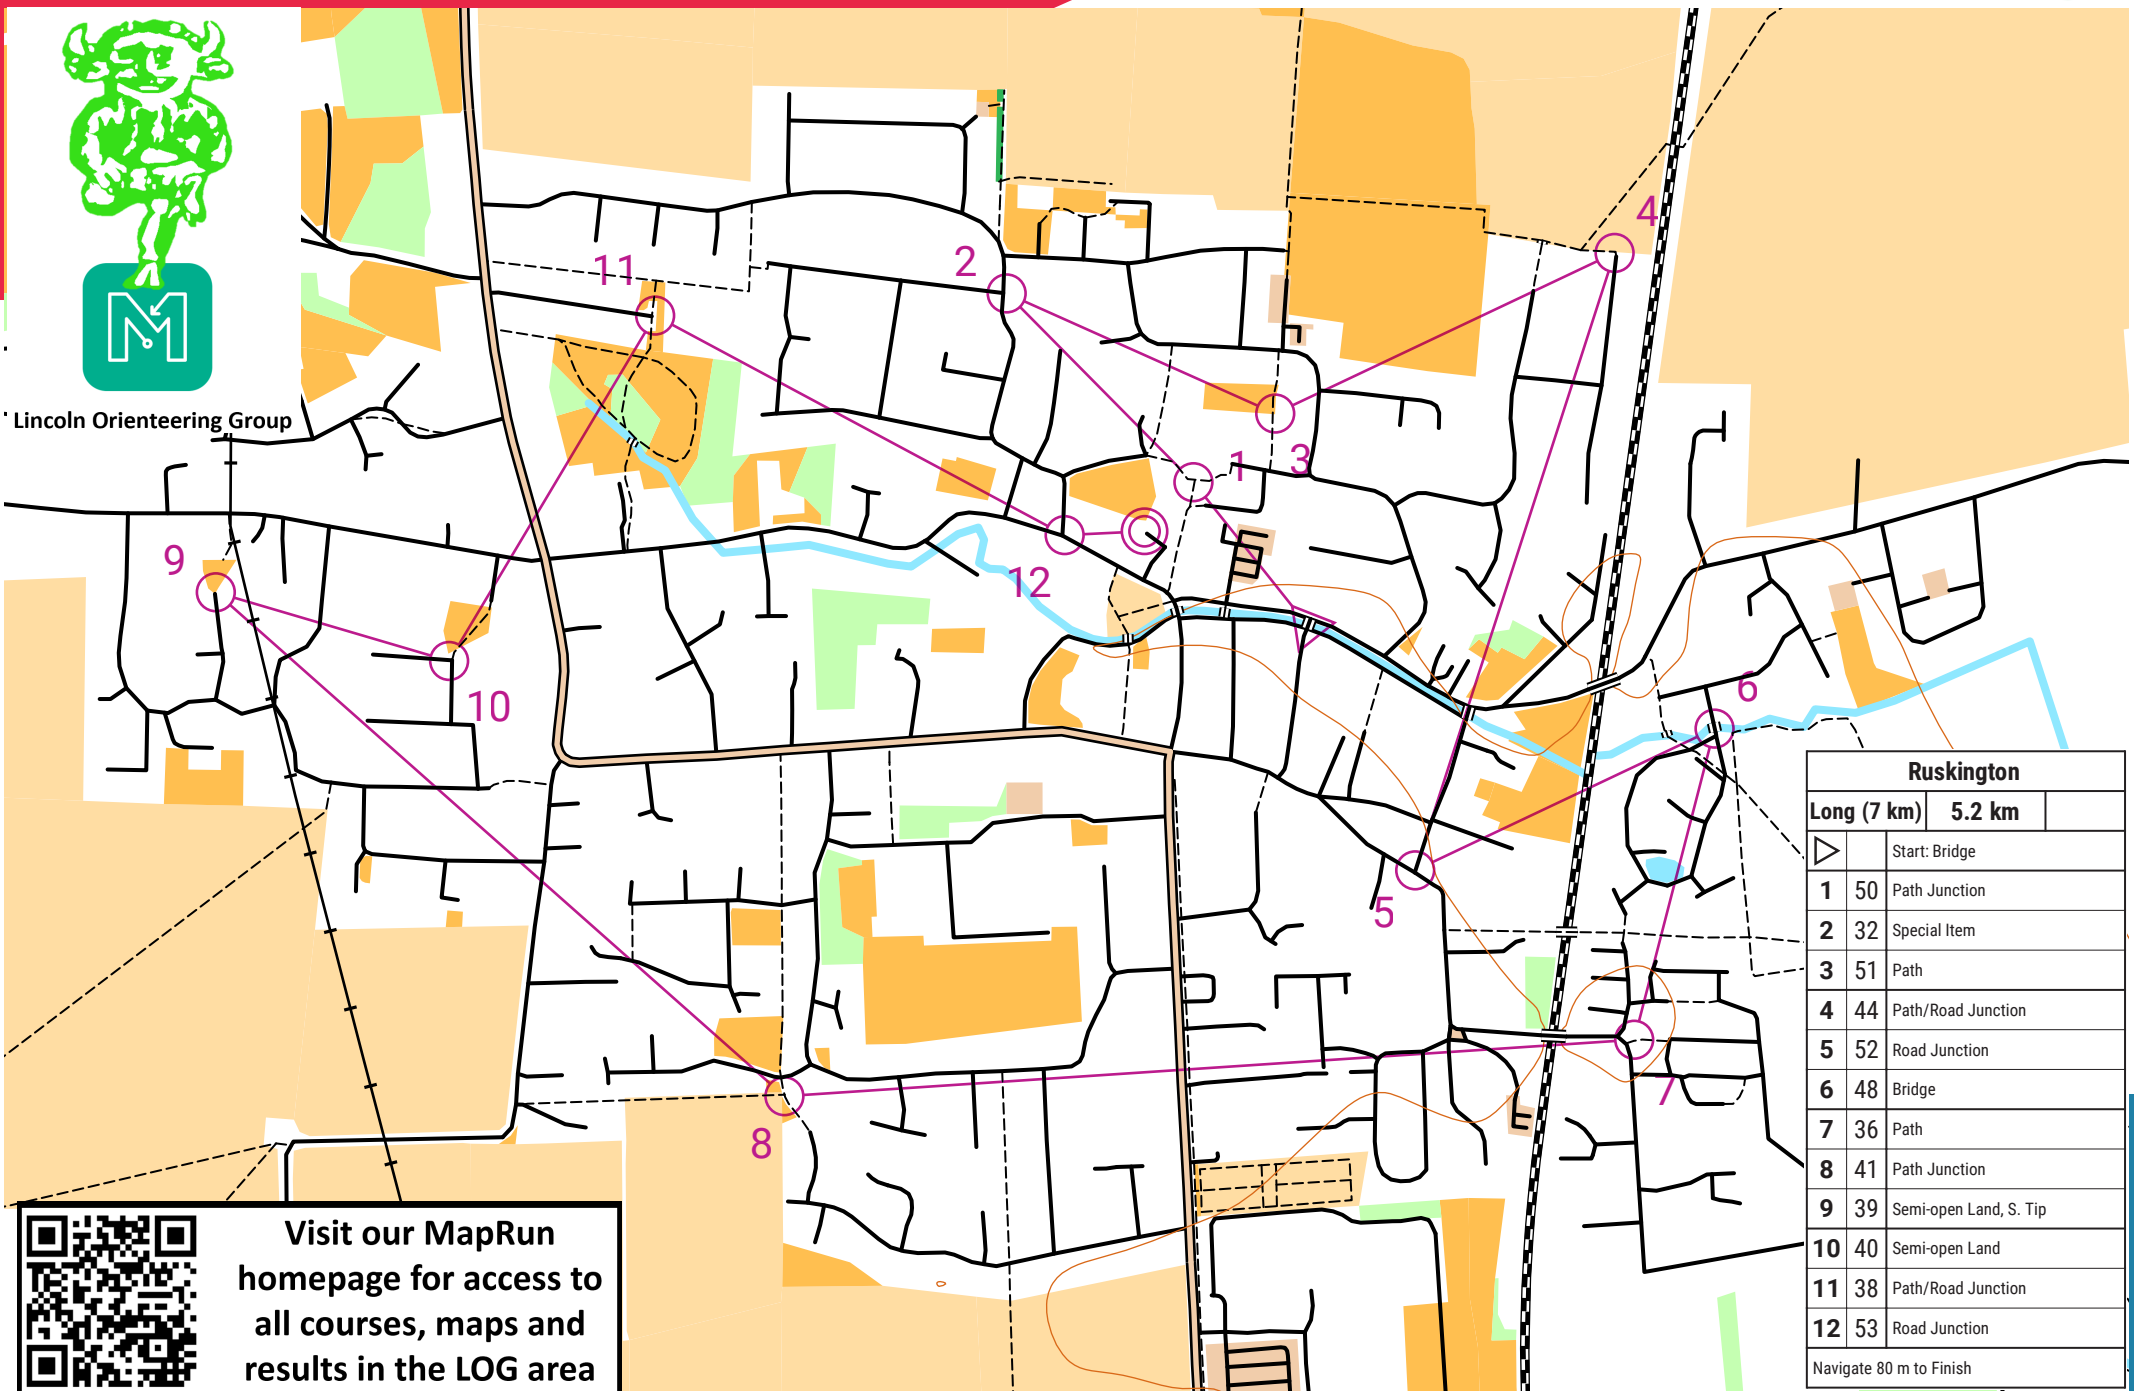 Lincoln Orienteering Group
M
4
2
11
1
3
9
12
10
6
5
7
8
Ruskington
Long (7 km) 5.2 km
Start: Bridge
1 50 Path Junction
2 32 Special Item
3 51 Path
4 44 Path/Road Junction
5 52 Road Junction
6 48 Bridge
7 36 Path
8 41 Path Junction
9 39 Semi-open Land, S. Tip
10 40 Semi-open Land
11 38 Path/Road Junction
12 53 Road Junction
Navigate 80 m to Finish
Visit our MapRun
homepage for access to
all courses, maps and
results in the LOG area